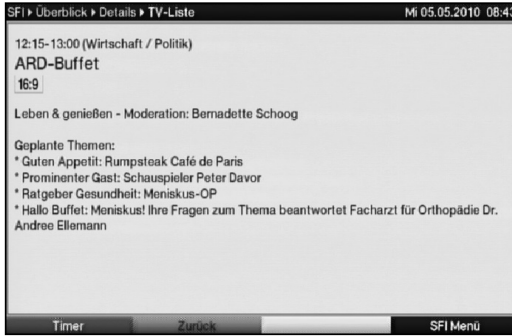 SFI ▸ Überblick ▸ Details ▸ TV-Liste Mi 05.05.2010 08:43
12:15-13:00 (Wirtschaft / Politik)
ARD-Buffet
16:9
Leben & genießen - Moderation: Bernadette Schoog
Geplante Themen:
* Guten Appetit: Rumpsteak Café de Paris
* Prominenter Gast: Schauspieler Peter Davor
* Ratgeber Gesundheit: Meniskus-OP
* Hallo Buffet: Meniskus! Ihre Fragen zum Thema beantwortet Facharzt für Orthopädie Dr.
Andree Ellemann
Timer Zurück SFI Menü